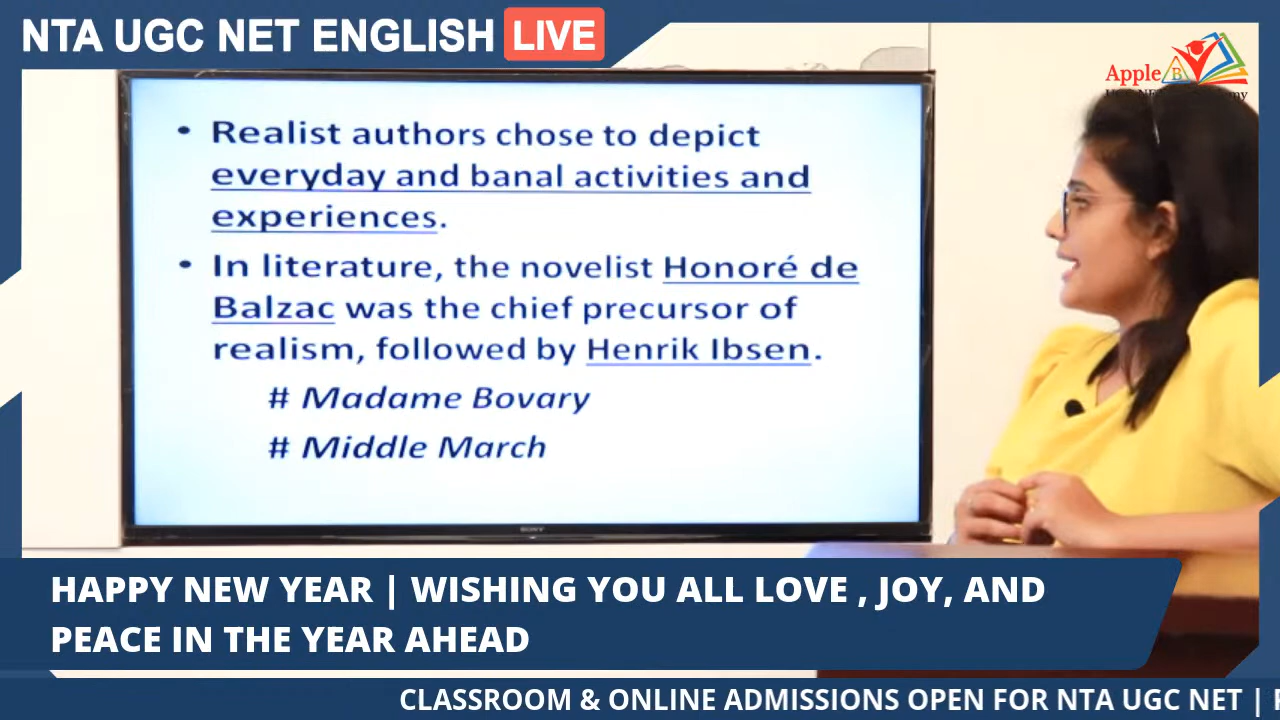 NTA UGC NET ENGLISH LIVE
Apple B
• Realist authors chose to depict
everyday and banal activities and
experiences.
• In literature, the novelist Honoré de
Balzac was the chief precursor of
realism, followed by Henrik Ibsen.
# Madame Bovary
# Middle March
SONY
HAPPY NEW YEAR | WISHING YOU ALL LOVE , JOY, AND
PEACE IN THE YEAR AHEAD
CLASSROOM & ONLINE ADMISSIONS OPEN FOR NTA UGC NET |